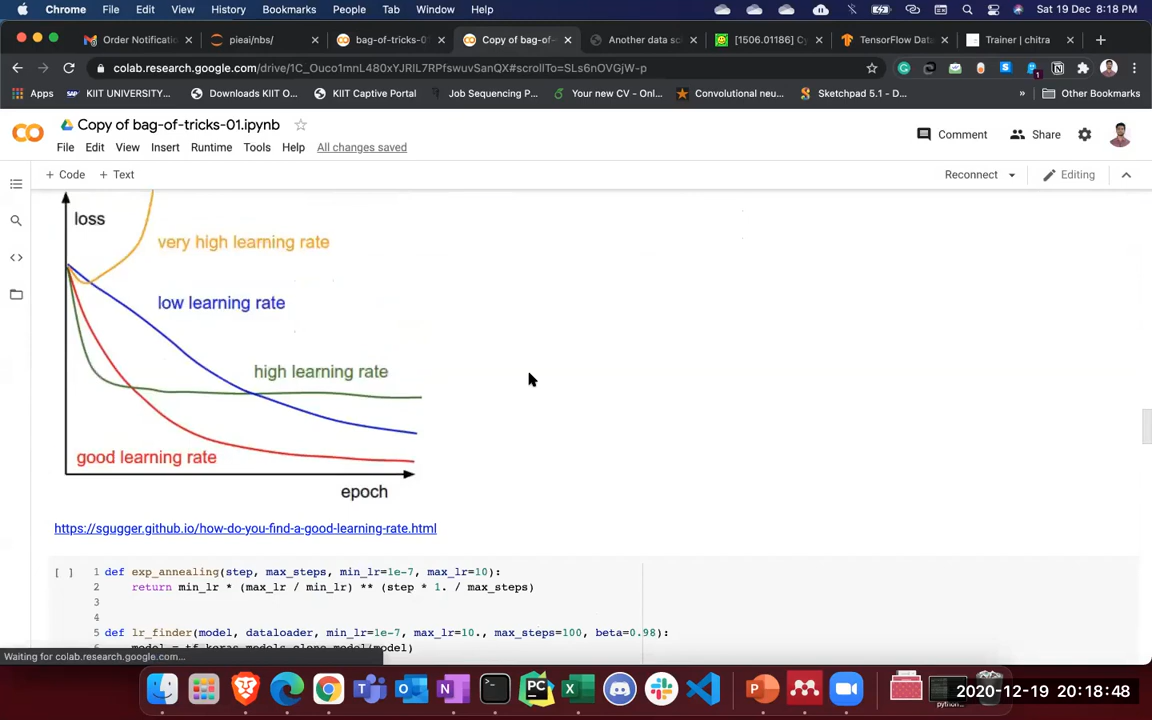 Chrome File Edit View History Bookmarks People Tab Window Help Sat 19 Dec 8:18 PM
Order Notificati pieai/nbs/ bag-of-tricks-01 Copy of bag-of- Another data sc [1506.01186] Cy TensorFlow Data Trainer | chitra
colab.research.google.com/drive/1C_Ouco1mnL480xYJRIL7RPfswuvSanQX#scrollTo=SLs6nOVGjW-p
Apps KIIT UNIVERSITY... Downloads KIIT O... KIIT Captive Portal Job Sequencing P... Your new CV - Onl... Convolutional neu... Sketchpad 5.1 - D... » Other Bookmarks
Copy of bag-of-tricks-01.ipynb
Comment Share
File Edit View Insert Runtime Tools Help All changes saved
+ Code + Text Reconnect Editing
loss
very high learning rate
low learning rate
high learning rate
good learning rate
epoch
https://sgugger.github.io/how-do-you-find-a-good-learning-rate.html
[ ] 1 def exp_annealing(step, max_steps, min_lr=1e-7, max_lr=10):
2 return min_lr * (max_lr / min_lr) ** (step * 1. / max_steps)
3
4
5 def lr_finder(model, dataloader, min_lr=1e-7, max_lr=10., max_steps=100, beta=0.98):
model = tf.keras.models.clone_model(model)
Waiting for colab.research.google.com...
2020-12-19 20:18:48